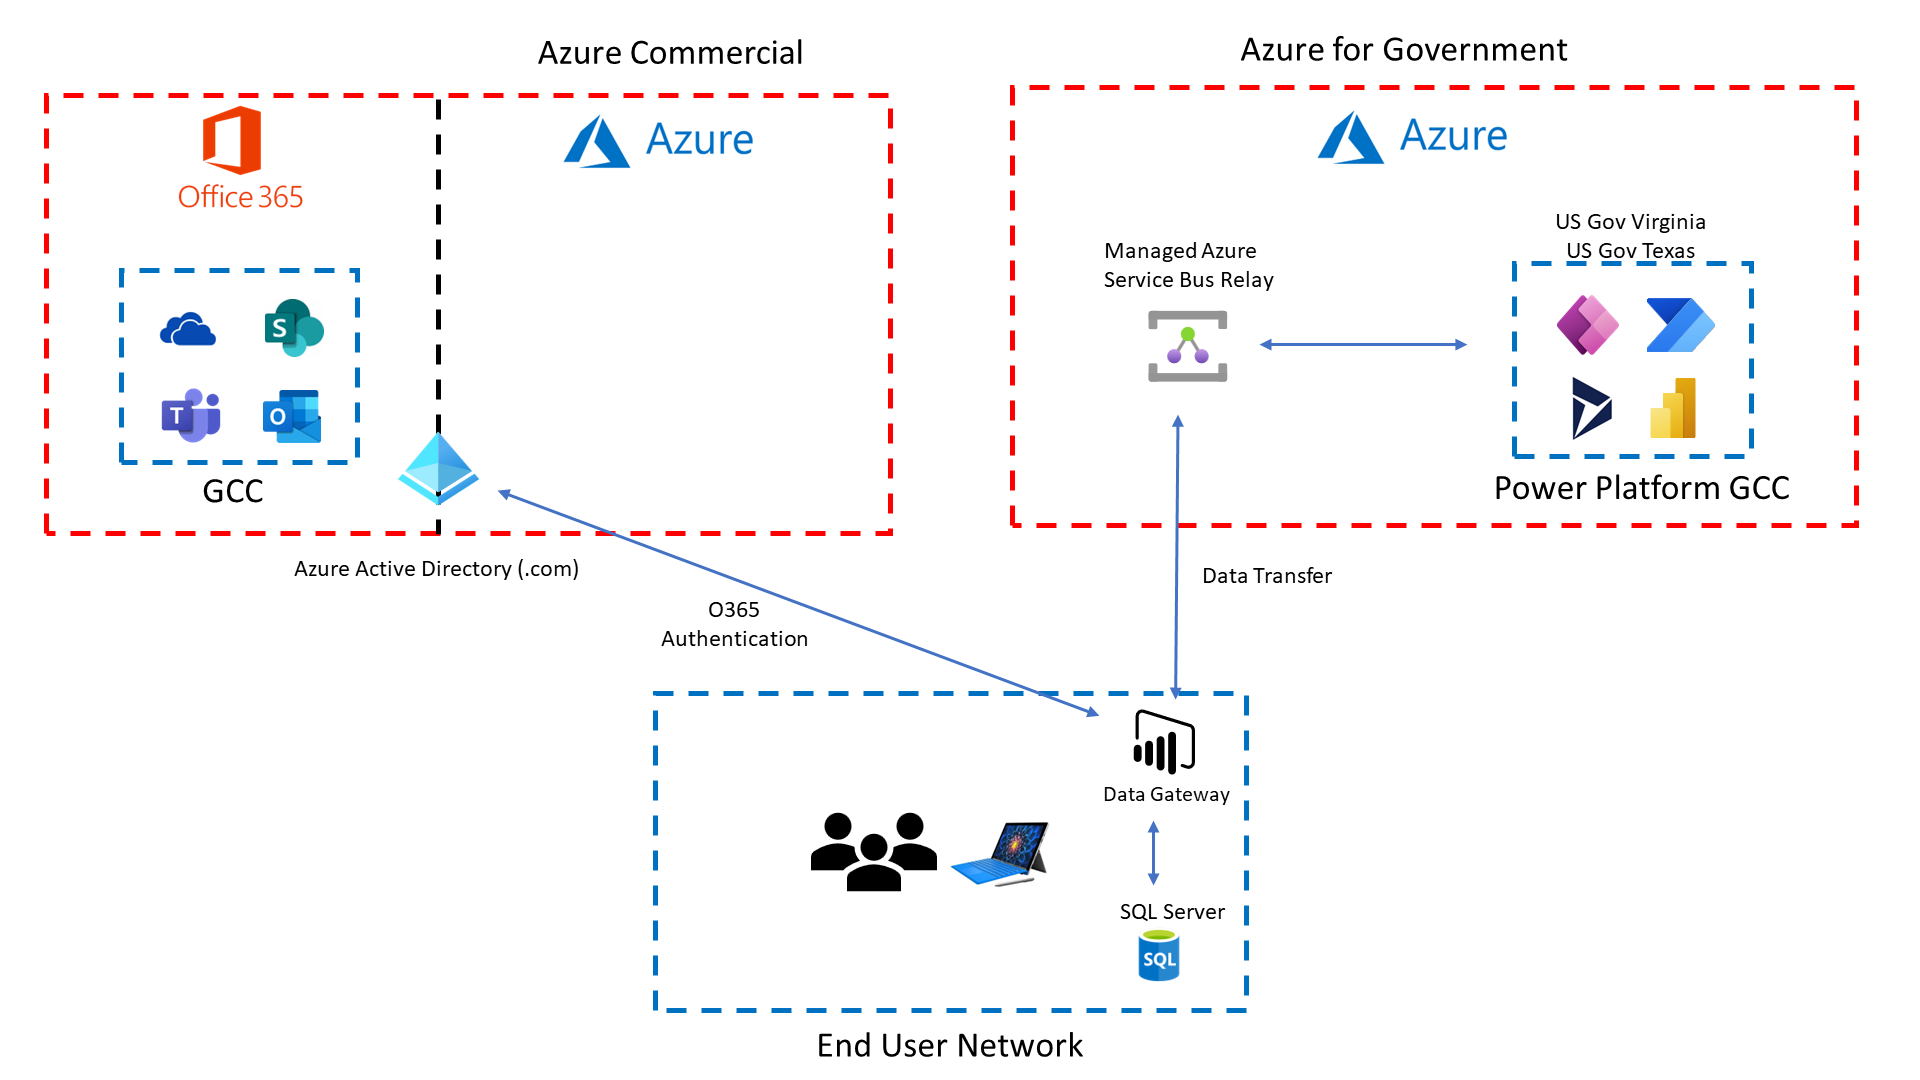 Azure Commercial
Azure for Government
Office 365
Azure
Azure
US Gov Virginia
US Gov Texas
Managed Azure
Service Bus Relay
S
T
O
GCC
Power Platform GCC
Azure Active Directory (.com)
Data Transfer
O365
Authentication
Data Gateway
SQL Server
SQL
End User Network